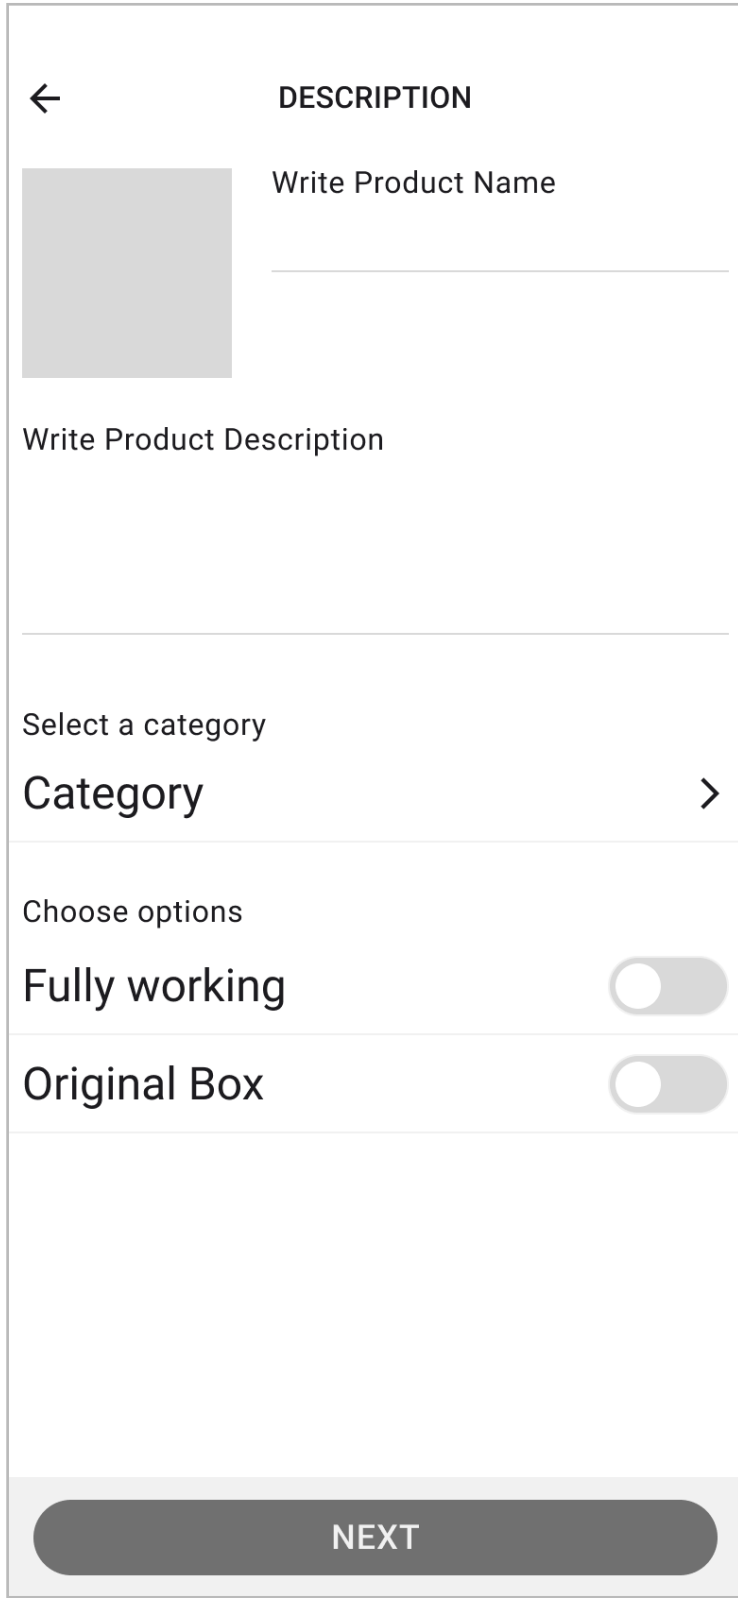 DESCRIPTION
Write Product Name
Write Product Description
Select a category
Category
Choose options
Fully working
Original Box
NEXT